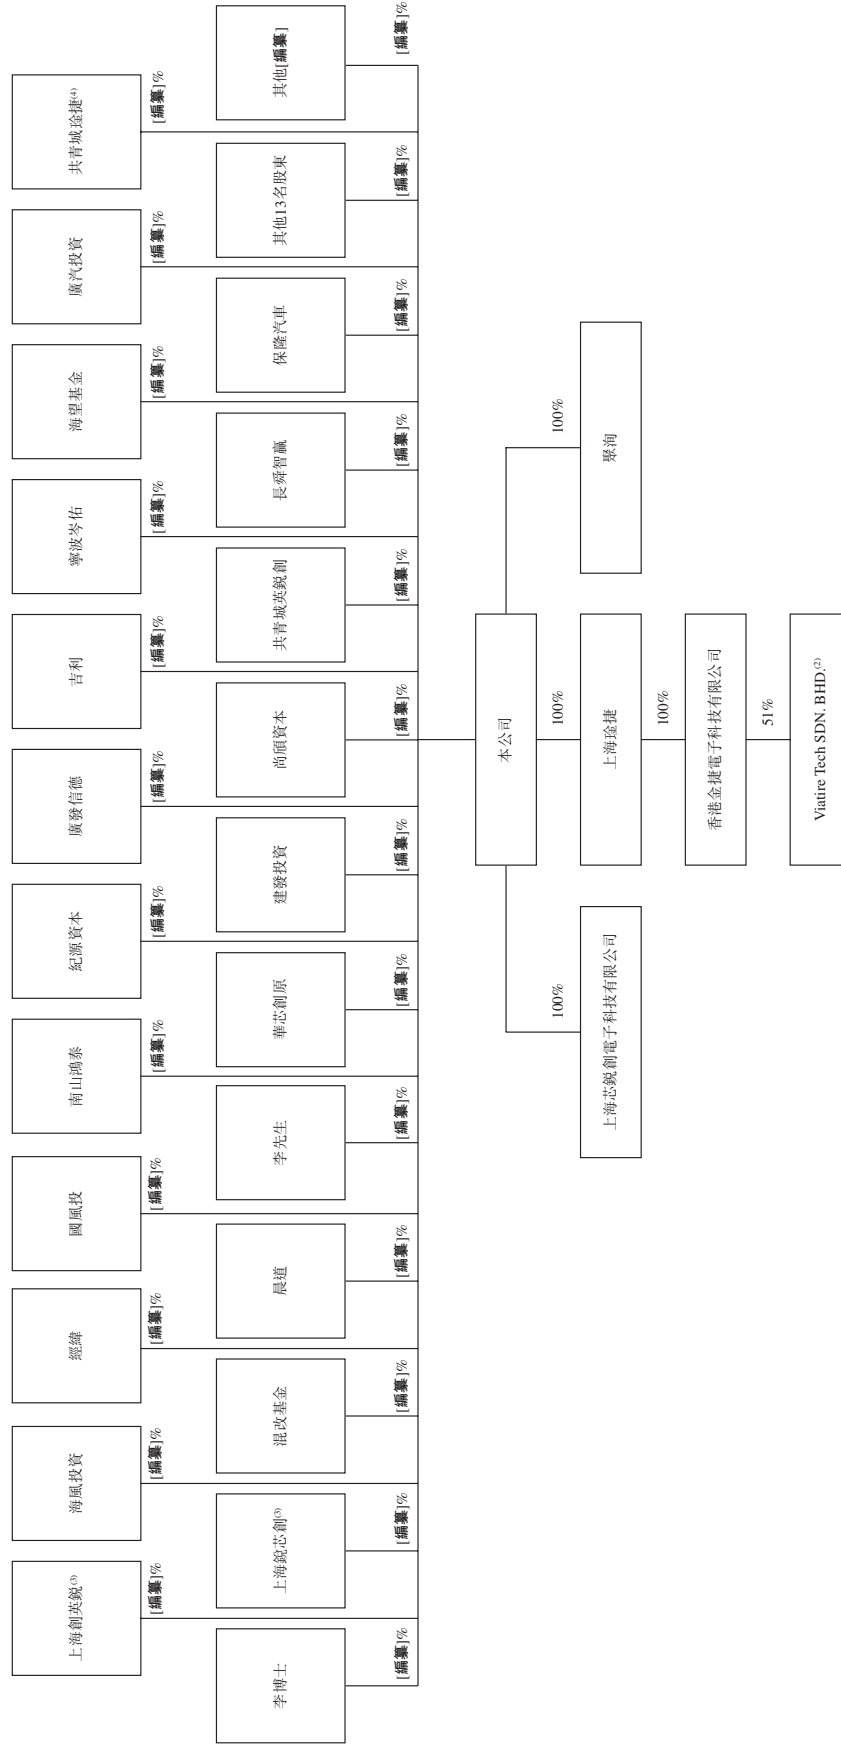 上海創英鋭(3)
海風投資
經緯
國風投
南山鴻泰
紀源資本
廣發信德
吉利
寧波岑佑
海望基金
廣汽投資
共青城琻捷(4)
[編纂]%
[編纂]%
[編纂]%
[編纂]%
[編纂]%
[編纂]%
[編纂]%
[編纂]%
[編纂]%
[編纂]%
[編纂]%
[編纂]%
李博士
上海銳芯創(3)
混改基金
晨道
李先生
華芯創原
建發投資
尚頎資本
共青城英鋭創
長舜智贏
保隆汽車
其他13名股東
其他[編纂]
[編纂]%
[編纂]%
[編纂]%
[編纂]%
[編纂]%
[編纂]%
[編纂]%
[編纂]%
[編纂]%
[編纂]%
[編纂]%
[編纂]%
[編纂]%
本公司
100%
100%
100%
上海芯鋭創電子科技有限公司
上海琻捷
聚洵
100%
香港金捷電子科技有限公司
51%
Viatire Tech SDN. BHD.(2)